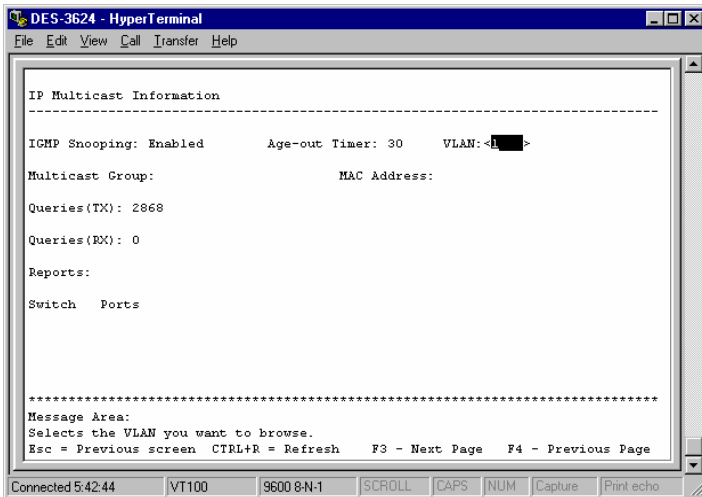 DES-3624 - HyperTerminal
File Edit View Call Transfer Help
IP Multicast Information
--------------------------------------------------------------------------------
IGMP Snooping: Enabled Age-out Timer: 30 VLAN:<1 >
Multicast Group: MAC Address:
Queries(TX): 2868
Queries(RX): 0
Reports:
Switch Ports
********************************************************************************
Message Area:
Selects the VLAN you want to browse.
Esc = Previous screen CTRL+R = Refresh F3 - Next Page F4 - Previous Page
Connected 5:42:44 VT100 9600 8-N-1 SCROLL CAPS NUM Capture Print echo